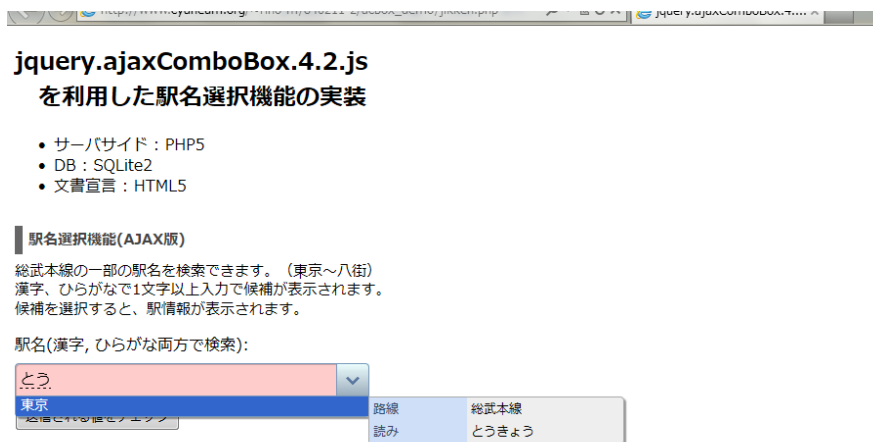 jquery.ajaxComboBox.4....
jquery.ajaxComboBox.4.2.js
を利用した駅名選択機能の実装
サーバサイド：PHP5
DB：SQLite2
文書宣言：HTML5
駅名選択機能(AJAX版)
総武本線の一部の駅名を検索できます。（東京～八街）
漢字、ひらがなで1文字以上入力で候補が表示されます。
候補を選択すると、駅情報が表示されます。
駅名(漢字, ひらがな両方で検索):
とう
東京
路線 総武本線
読み とうきょう